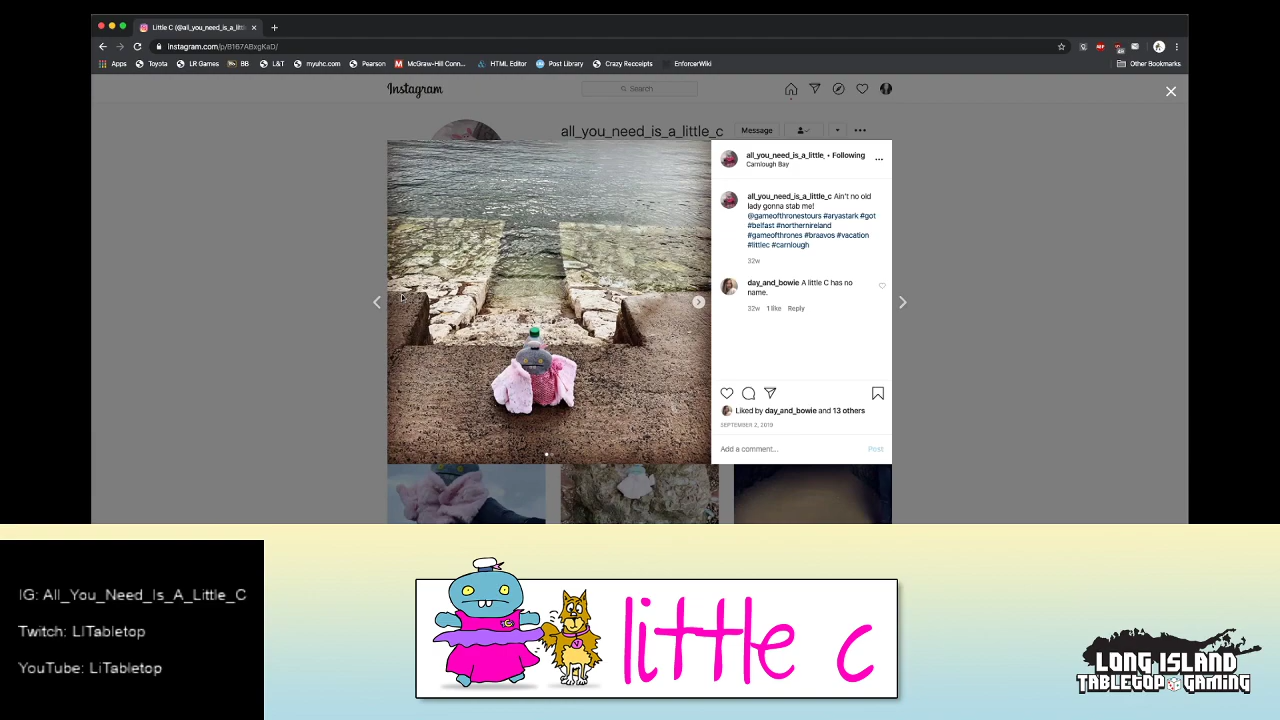 Little C (@all_you_need_is_a_littl
instagram.com/p/B167ABxgKaD/
Apps
Toyota
LR Games
BB
L&T
myuhc.com
Pearson
McGraw-Hill Conn...
HTML Editor
Post Library
Crazy Recceipts
EnforcerWiki
Other Bookmarks
Instagram
Search
all_you_need_is_a_little_c
Message
all_you_need_is_a_little_ • Following
Carnlough Bay
all_you_need_is_a_little_c Ain't no old
lady gonna stab me!
@gameofthronestours #aryastark #got
#belfast #northernireland
#gameofthrones #braavos #vacation
#littlec #carnlough
32w
day_and_bowie A little C has no
name.
32w 1 like Reply
Liked by day_and_bowie and 13 others
SEPTEMBER 2, 2019
Add a comment...
Post
IG: All_You_Need_Is_A_Little_C
Twitch: LITabletop
YouTube: LiTabletop
little c
LONG ISLAND
TABLETOP GAMING